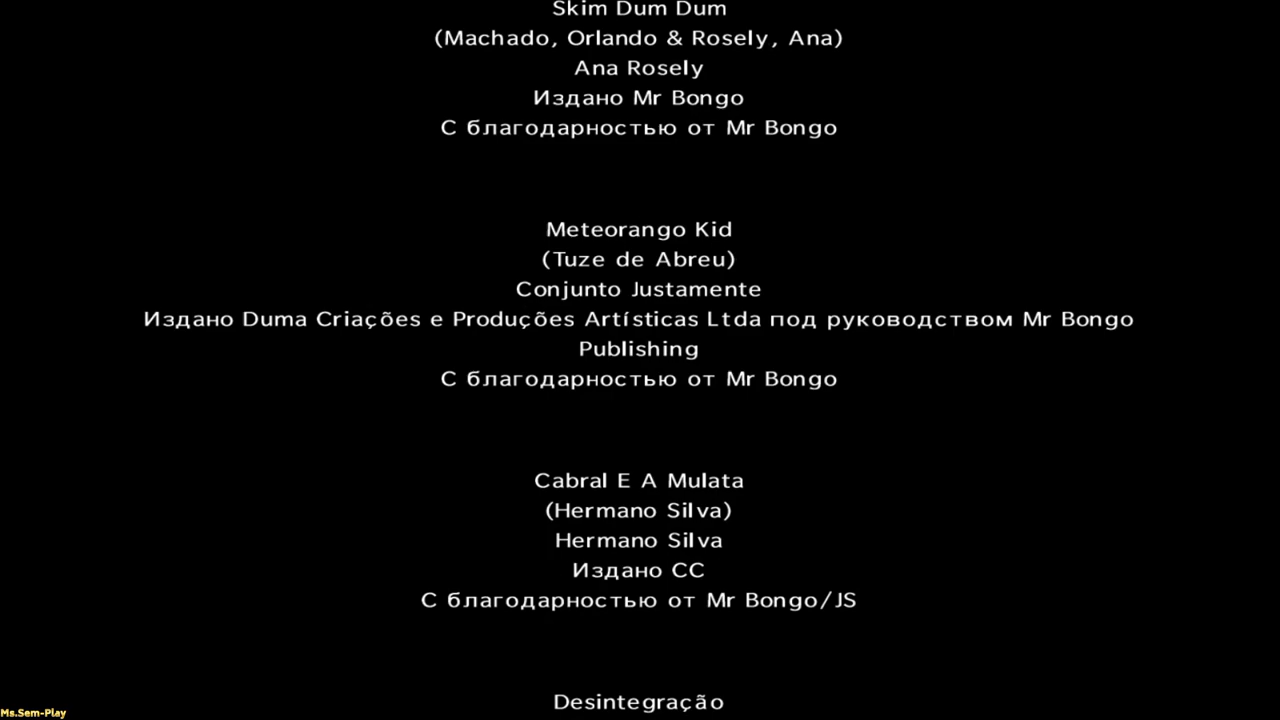 Skim Dum Dum
(Machado, Orlando & Rosely, Ana)
Ana Rosely
Издано Mr Bongo
С благодарностью от Mr Bongo
Meteorango Kid
(Tuze de Abreu)
Conjunto Justamente
Издано Duma Criações e Produções Artísticas Ltda под руководством Mr Bongo
Publishing
С благодарностью от Mr Bongo
Cabral E A Mulata
(Hermano Silva)
Hermano Silva
Издано CC
С благодарностью от Mr Bongo/JS
Desintegração
Ms.Sem-Play